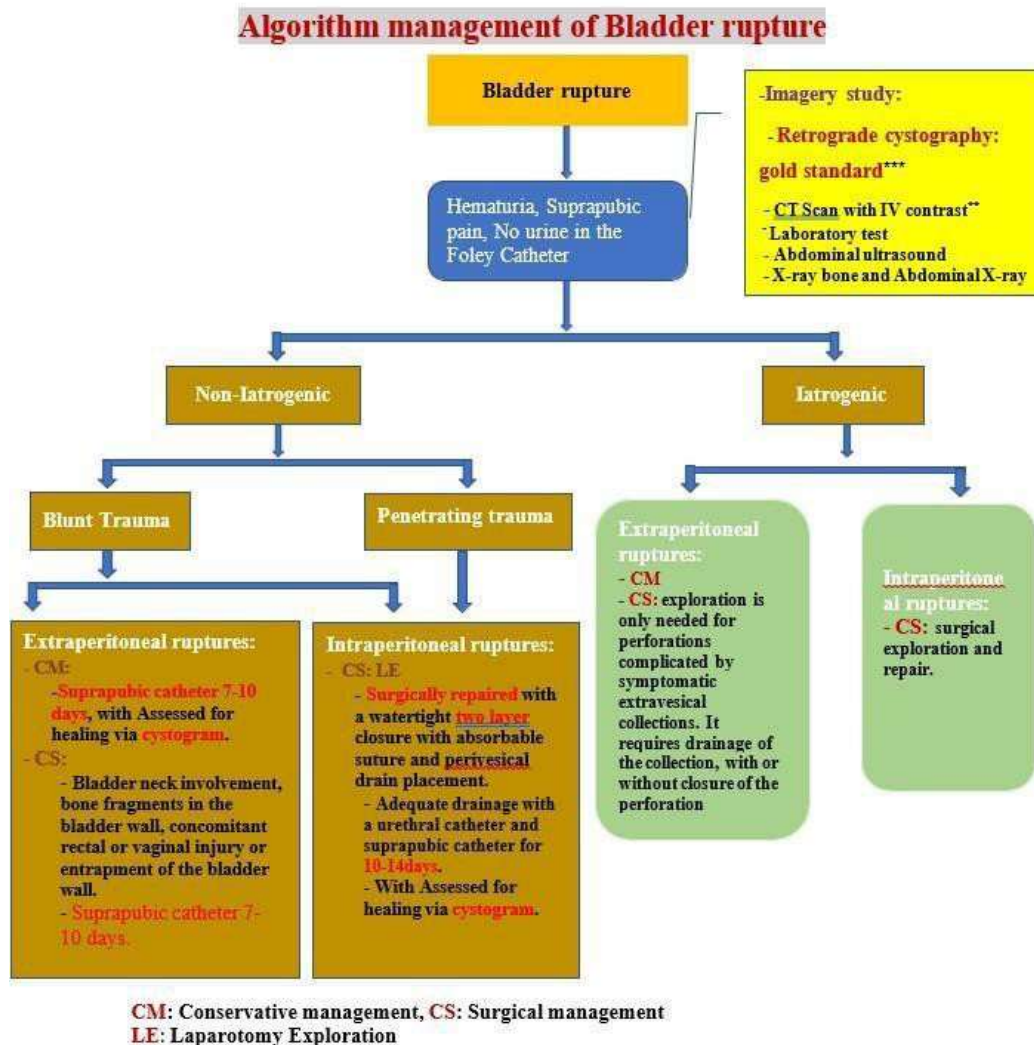 Algorithm management of Bladder rupture
Bladder rupture
-Imagery study:
- Retrograde cystography:
gold standard***
- CT Scan with IV contrast**
-Laboratory test
- Abdominal ultrasound
- X-ray bone and Abdominal X-ray
Hematuria, Suprapubic
pain, No urine in the
Foley Catheter
Non-Iatrogenic
Iatrogenic
Blunt Trauma
Penetrating trauma
Extraperitoneal ruptures:
- CM:
-Suprapubic catheter 7-10
days, with Assessed for
healing via cystogram.
- CS:
- Bladder neck involvement,
bone fragments in the
bladder wall, concomitant
rectal or vaginal injury or
entrapment of the bladder
wall.
- Suprapubic catheter 7-
10 days.
Intraperitoneal ruptures:
- CS: LE
- Surgically repaired with
a watertight two layer
closure with absorbable
suture and perivesical
drain placement.
- Adequate drainage with
a urethral catheter and
suprapubic catheter for
10-14days.
- With Assessed for
healing via cystogram.
Extraperitoneal
ruptures:
- CM
- CS: exploration is
only needed for
perforations
complicated by
symptomatic
extravesical
collections. It
requires drainage of
the collection, with or
without closure of the
perforation
Intraperitone
al ruptures:
- CS: surgical
exploration and
repair.
CM: Conservative management, CS: Surgical management
LE: Laparotomy Exploration